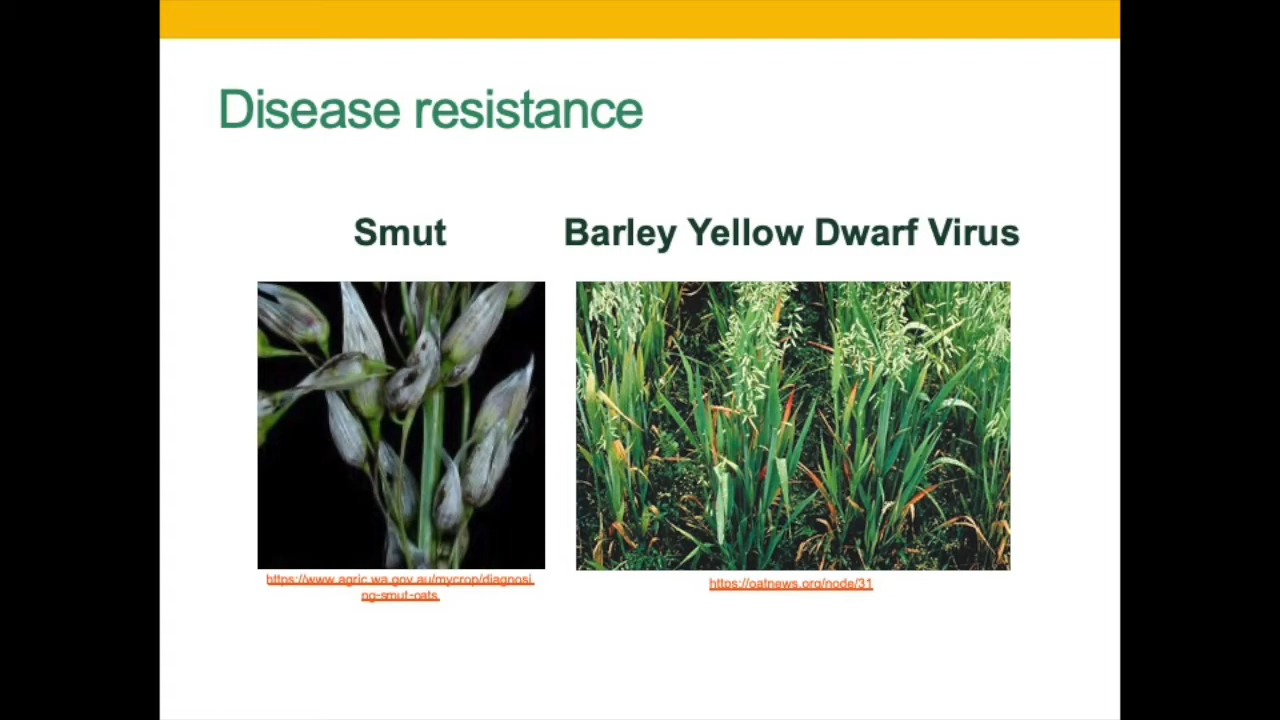 Disease resistance
Smut
Barley Yellow Dwarf Virus
https://www.agric.wa.gov.au/mycrop/diagnosi
ng-smut-oats
https://oatnews.org/node/31